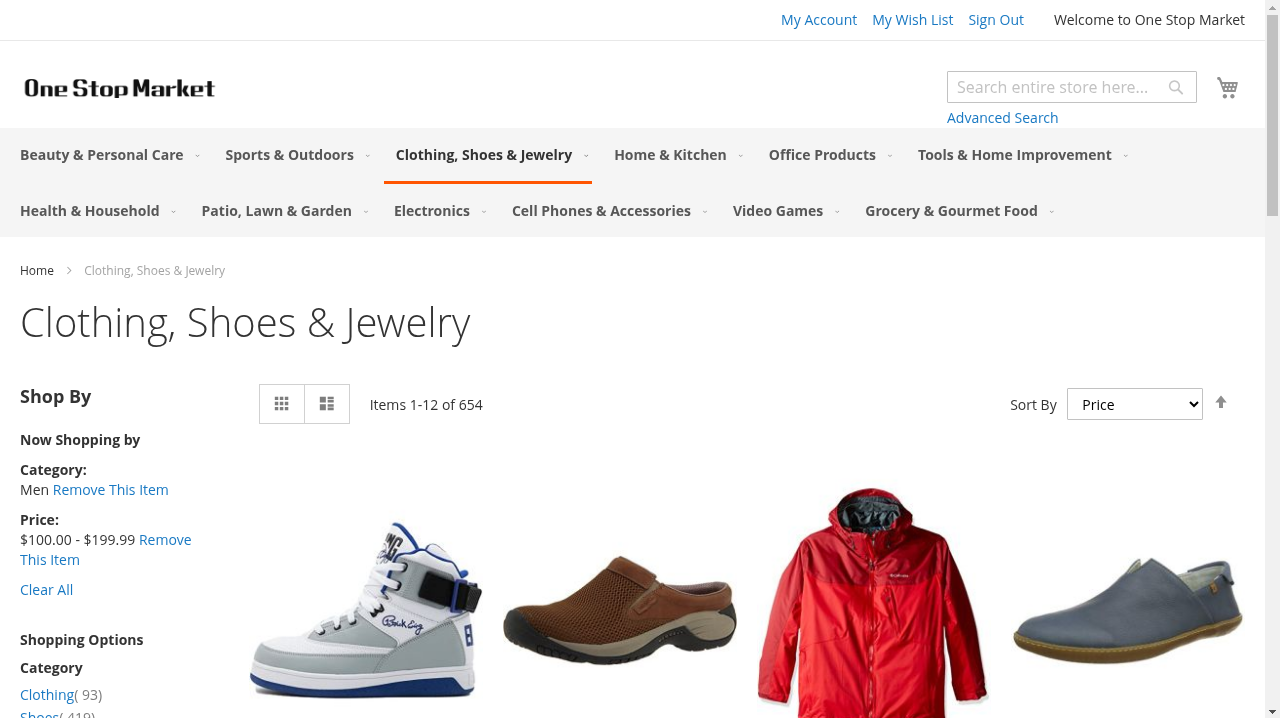 My Account My Wish List Sign Out Welcome to One Stop Market
One Stop Market
Search entire store here...
Advanced Search
Beauty & Personal Care Sports & Outdoors Clothing, Shoes & Jewelry Home & Kitchen Office Products Tools & Home Improvement
Health & Household Patio, Lawn & Garden Electronics Cell Phones & Accessories Video Games Grocery & Gourmet Food
Home Clothing, Shoes & Jewelry
Clothing, Shoes & Jewelry
Shop By
Items 1-12 of 654
Sort By Price
Now Shopping by
Category:
Men Remove This Item
Price:
$100.00 - $199.99 Remove
This Item
Clear All
Shopping Options
Category
Clothing( 93)
Shoes( 419)